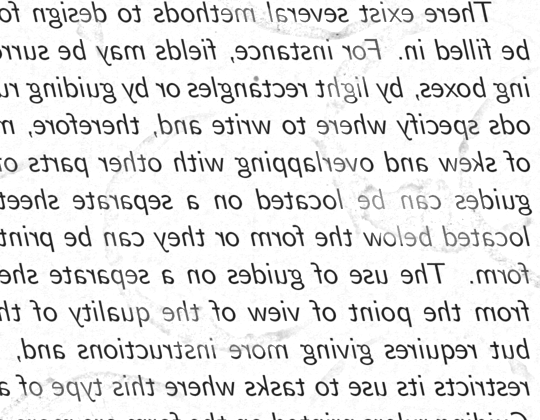 There exist several methods to design fo
be filled in. For instance, fields may be surro
ing boxes, by light rectangles or by guiding ru
ods specify where to write and, therefore, m
of skew and overlapping with other parts of
guides can be located on a separate sheet
located below the form or they can be print
form. The use of guides on a separate she
from the point of view of the quality of th
but requires giving more instructions and,
restricts its use to tasks where this type of a